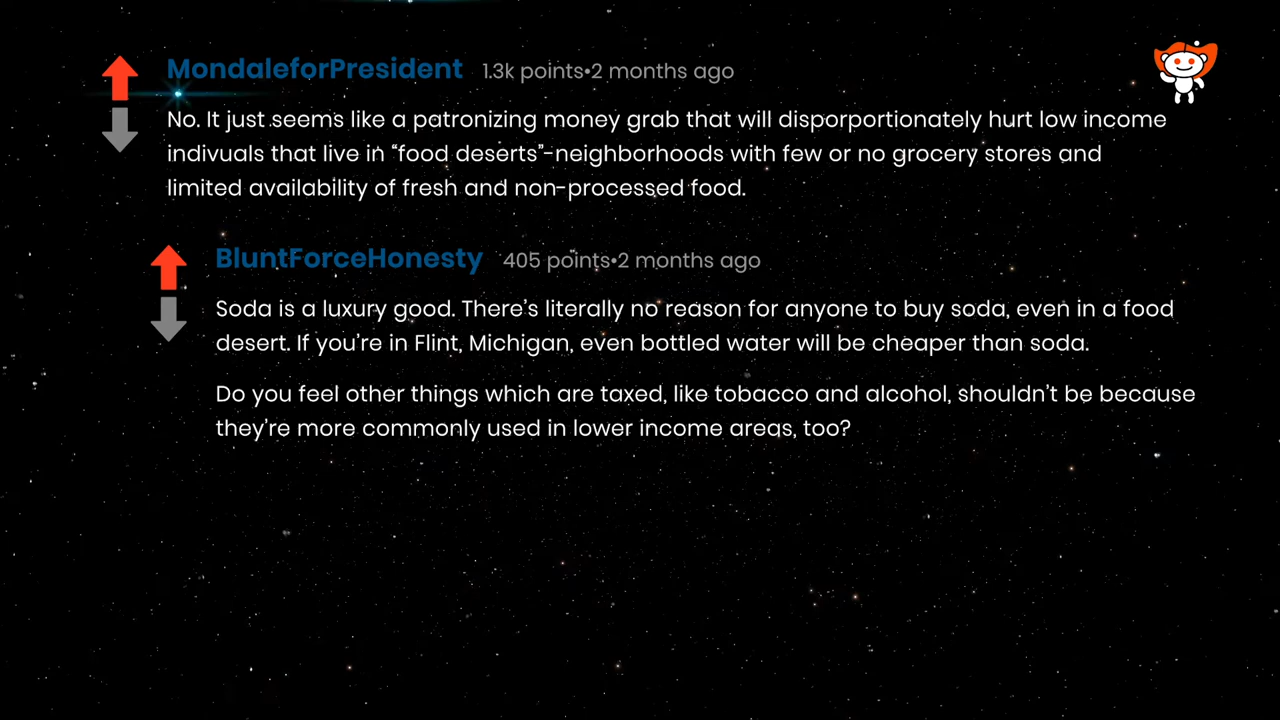 MondaleforPresident 1.3k points•2 months ago
No. It just seems like a patronizing money grab that will disporportionately hurt low income
indivuals that live in “food deserts”-neighborhoods with few or no grocery stores and
limited availability of fresh and non-processed food.
BluntForceHonesty 405 points•2 months ago
Soda is a luxury good. There’s literally no reason for anyone to buy soda, even in a food
desert. If you’re in Flint, Michigan, even bottled water will be cheaper than soda.
Do you feel other things which are taxed, like tobacco and alcohol, shouldn’t be because
they’re more commonly used in lower income areas, too?